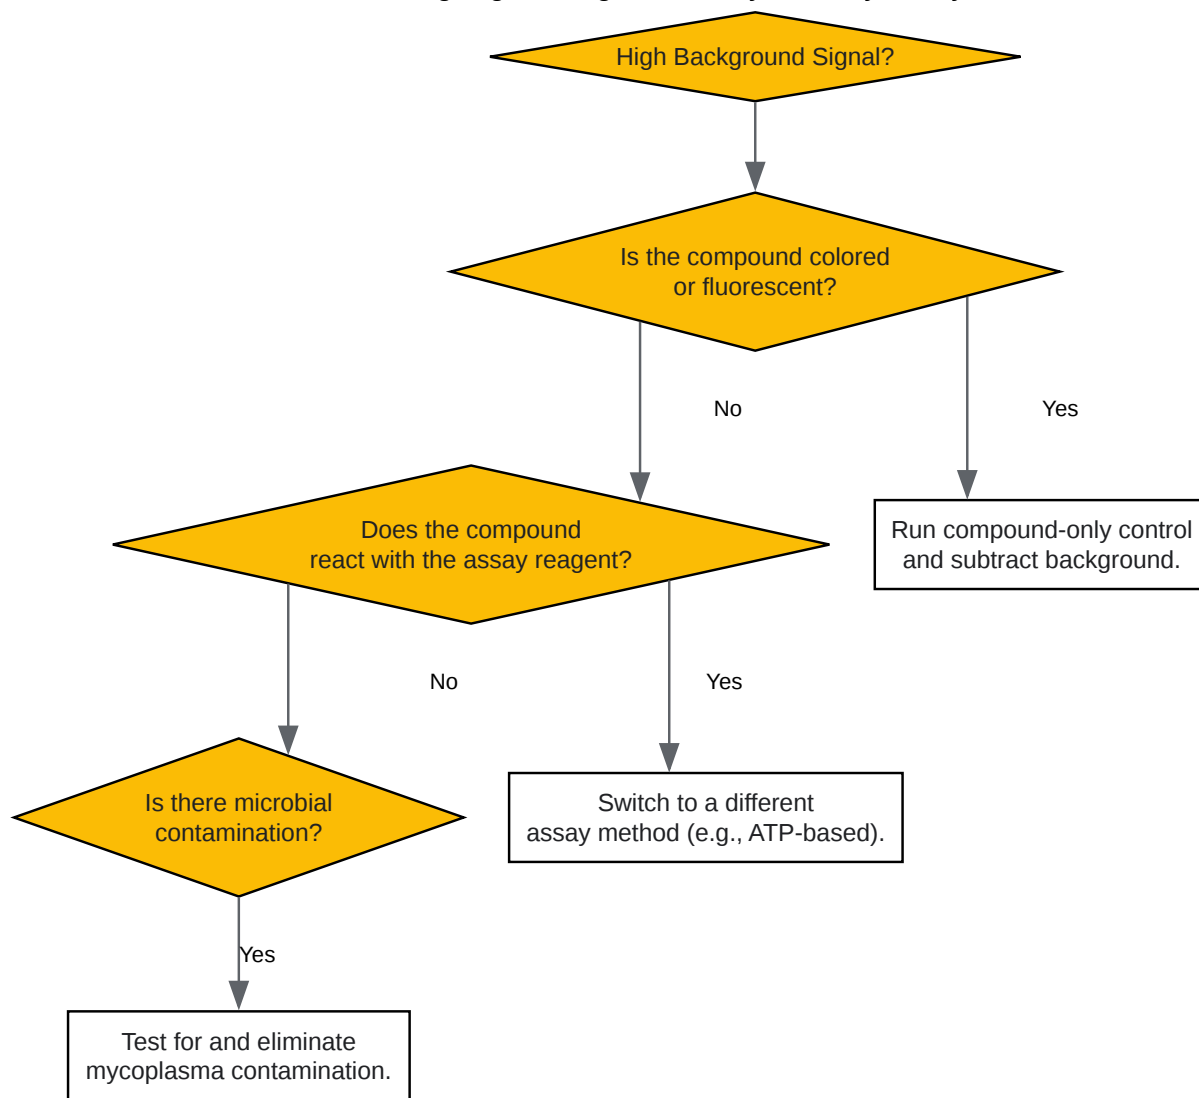 High Background Signal?
Is the compound colored
or fluorescent?
No
Yes
Does the compound
react with the assay reagent?
Run compound-only control
and subtract background.
No
Yes
Is there microbial
contamination?
Switch to a different
assay method (e.g., ATP-based).
Yes
Test for and eliminate
mycoplasma contamination.